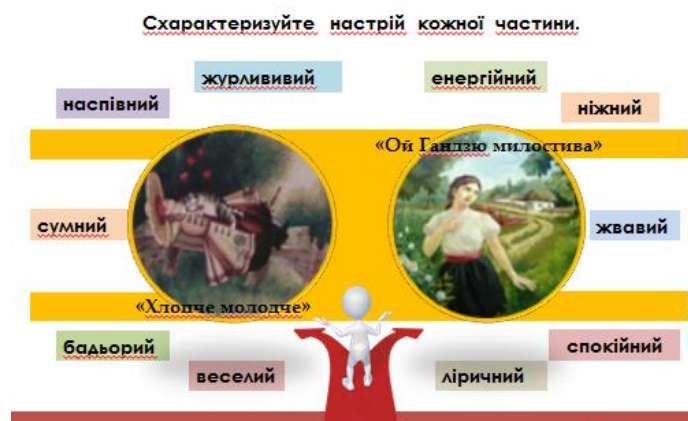 Схарактеризуйте настрій кожної частини.
журлививий
енергійний
наспівний
ніжний
«Ой Гандзю милостива»
сумний
жвавий
«Хлопче молодче»
бадьорий
спокійний
веселий
ліричний